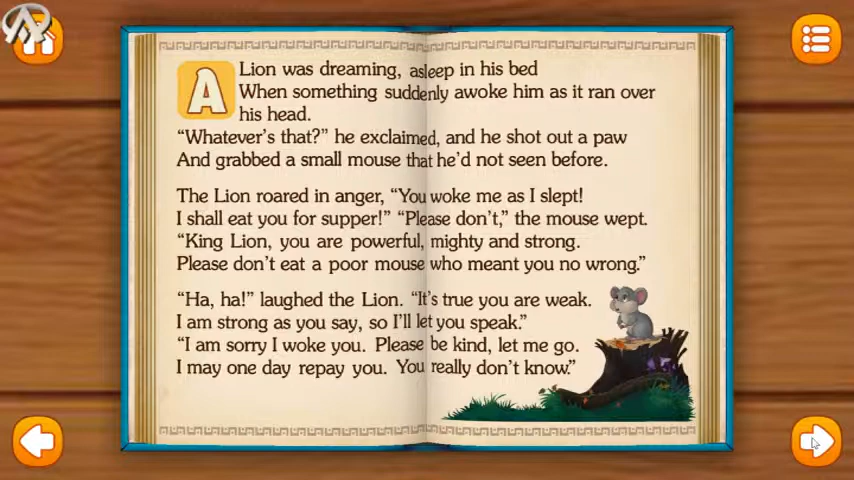 A Lion was dreaming, asleep in his bed
When something suddenly awoke him as it ran over
his head.
“Whatever's that?” he exclaimed, and he shot out a paw
And grabbed a small mouse that he'd not seen before.
The Lion roared in anger, “You woke me as I slept!
I shall eat you for supper!” “Please don't,” the mouse wept.
“King Lion, you are powerful, mighty and strong.
Please don't eat a poor mouse who meant you no wrong.”
“Ha, ha!” laughed the Lion. “It's true you are weak.
I am strong as you say, so I'll let you speak.”
“I am sorry I woke you. Please be kind, let me go.
I may one day repay you. You really don't know.”